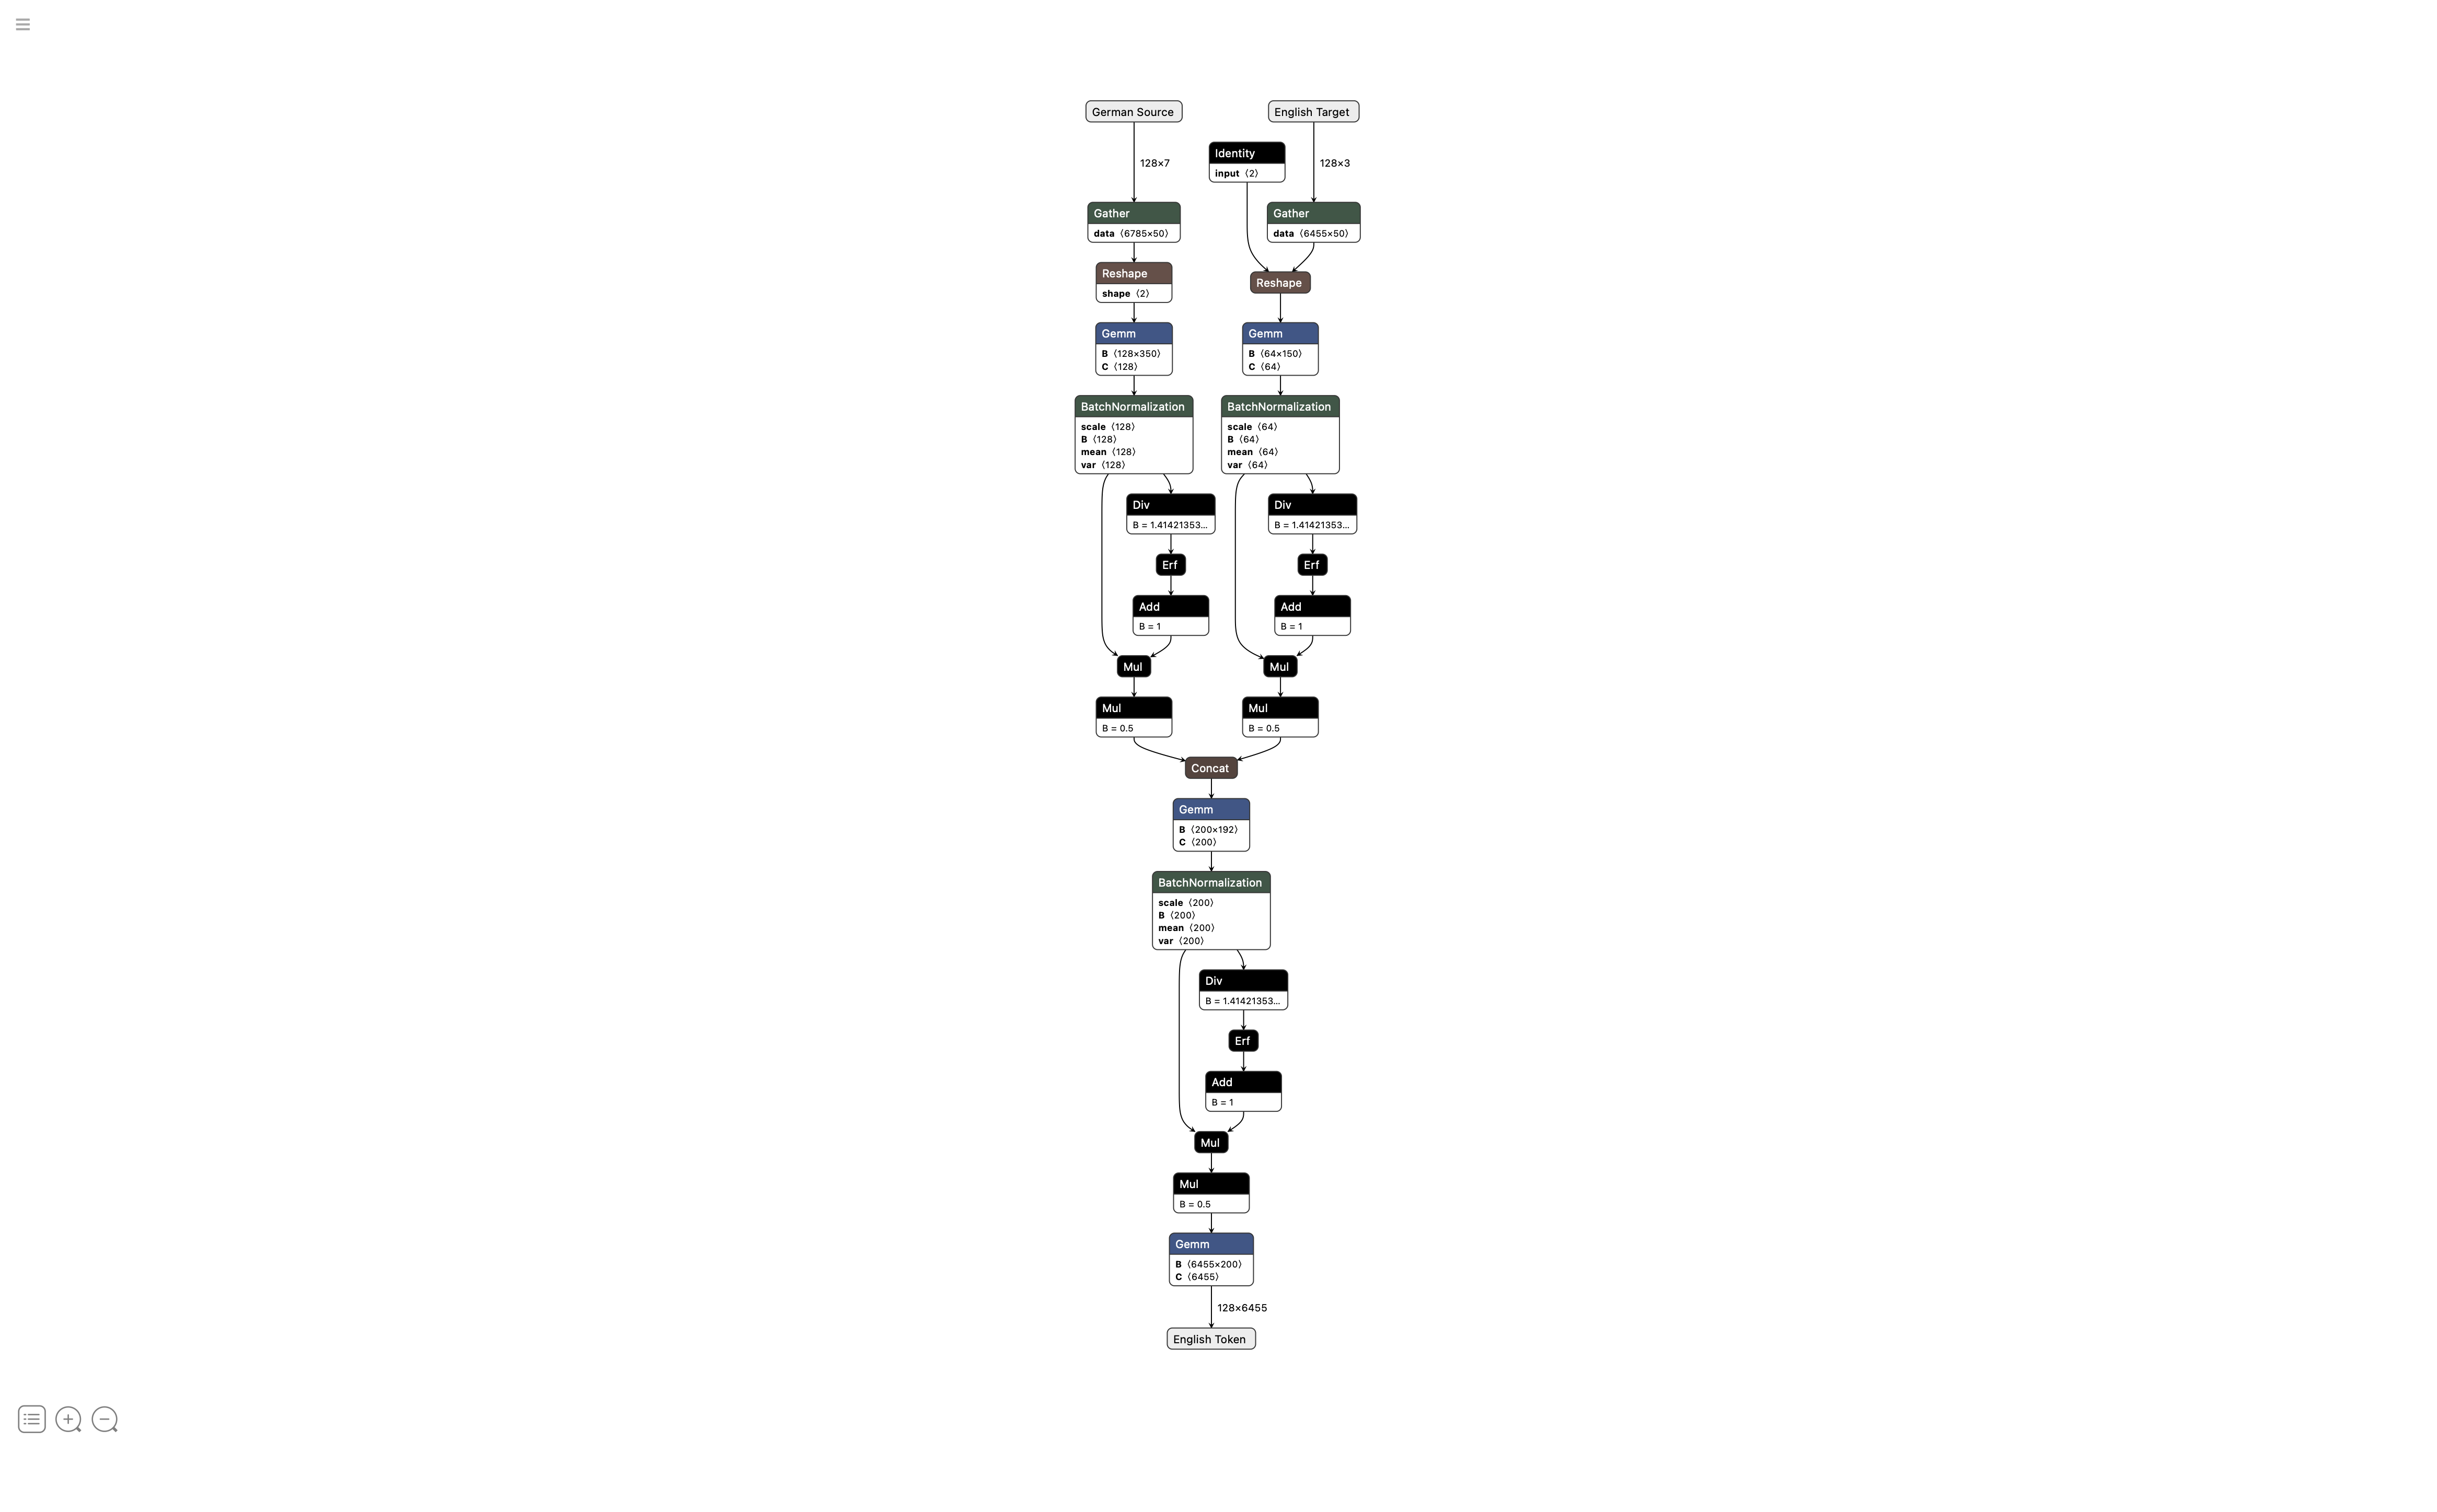 German Source
English Target
128×7
Identity
input 〈2〉
128×3
Gather
data 〈6785×50〉
Gather
data 〈6455×50〉
Reshape
shape 〈2〉
Reshape
Gemm
B 〈128×350〉
C 〈128〉
Gemm
B 〈64×150〉
C 〈64〉
BatchNormalization
scale 〈128〉
B 〈128〉
mean 〈128〉
var 〈128〉
BatchNormalization
scale 〈64〉
B 〈64〉
mean 〈64〉
var 〈64〉
Div
B = 1.41421353…
Div
B = 1.41421353…
Erf
Erf
Add
B = 1
Add
B = 1
Mul
Mul
Mul
B = 0.5
Mul
B = 0.5
Concat
Gemm
B 〈200×192〉
C 〈200〉
BatchNormalization
scale 〈200〉
B 〈200〉
mean 〈200〉
var 〈200〉
Div
B = 1.41421353…
Erf
Add
B = 1
Mul
Mul
B = 0.5
Gemm
B 〈6455×200〉
C 〈6455〉
128×6455
English Token